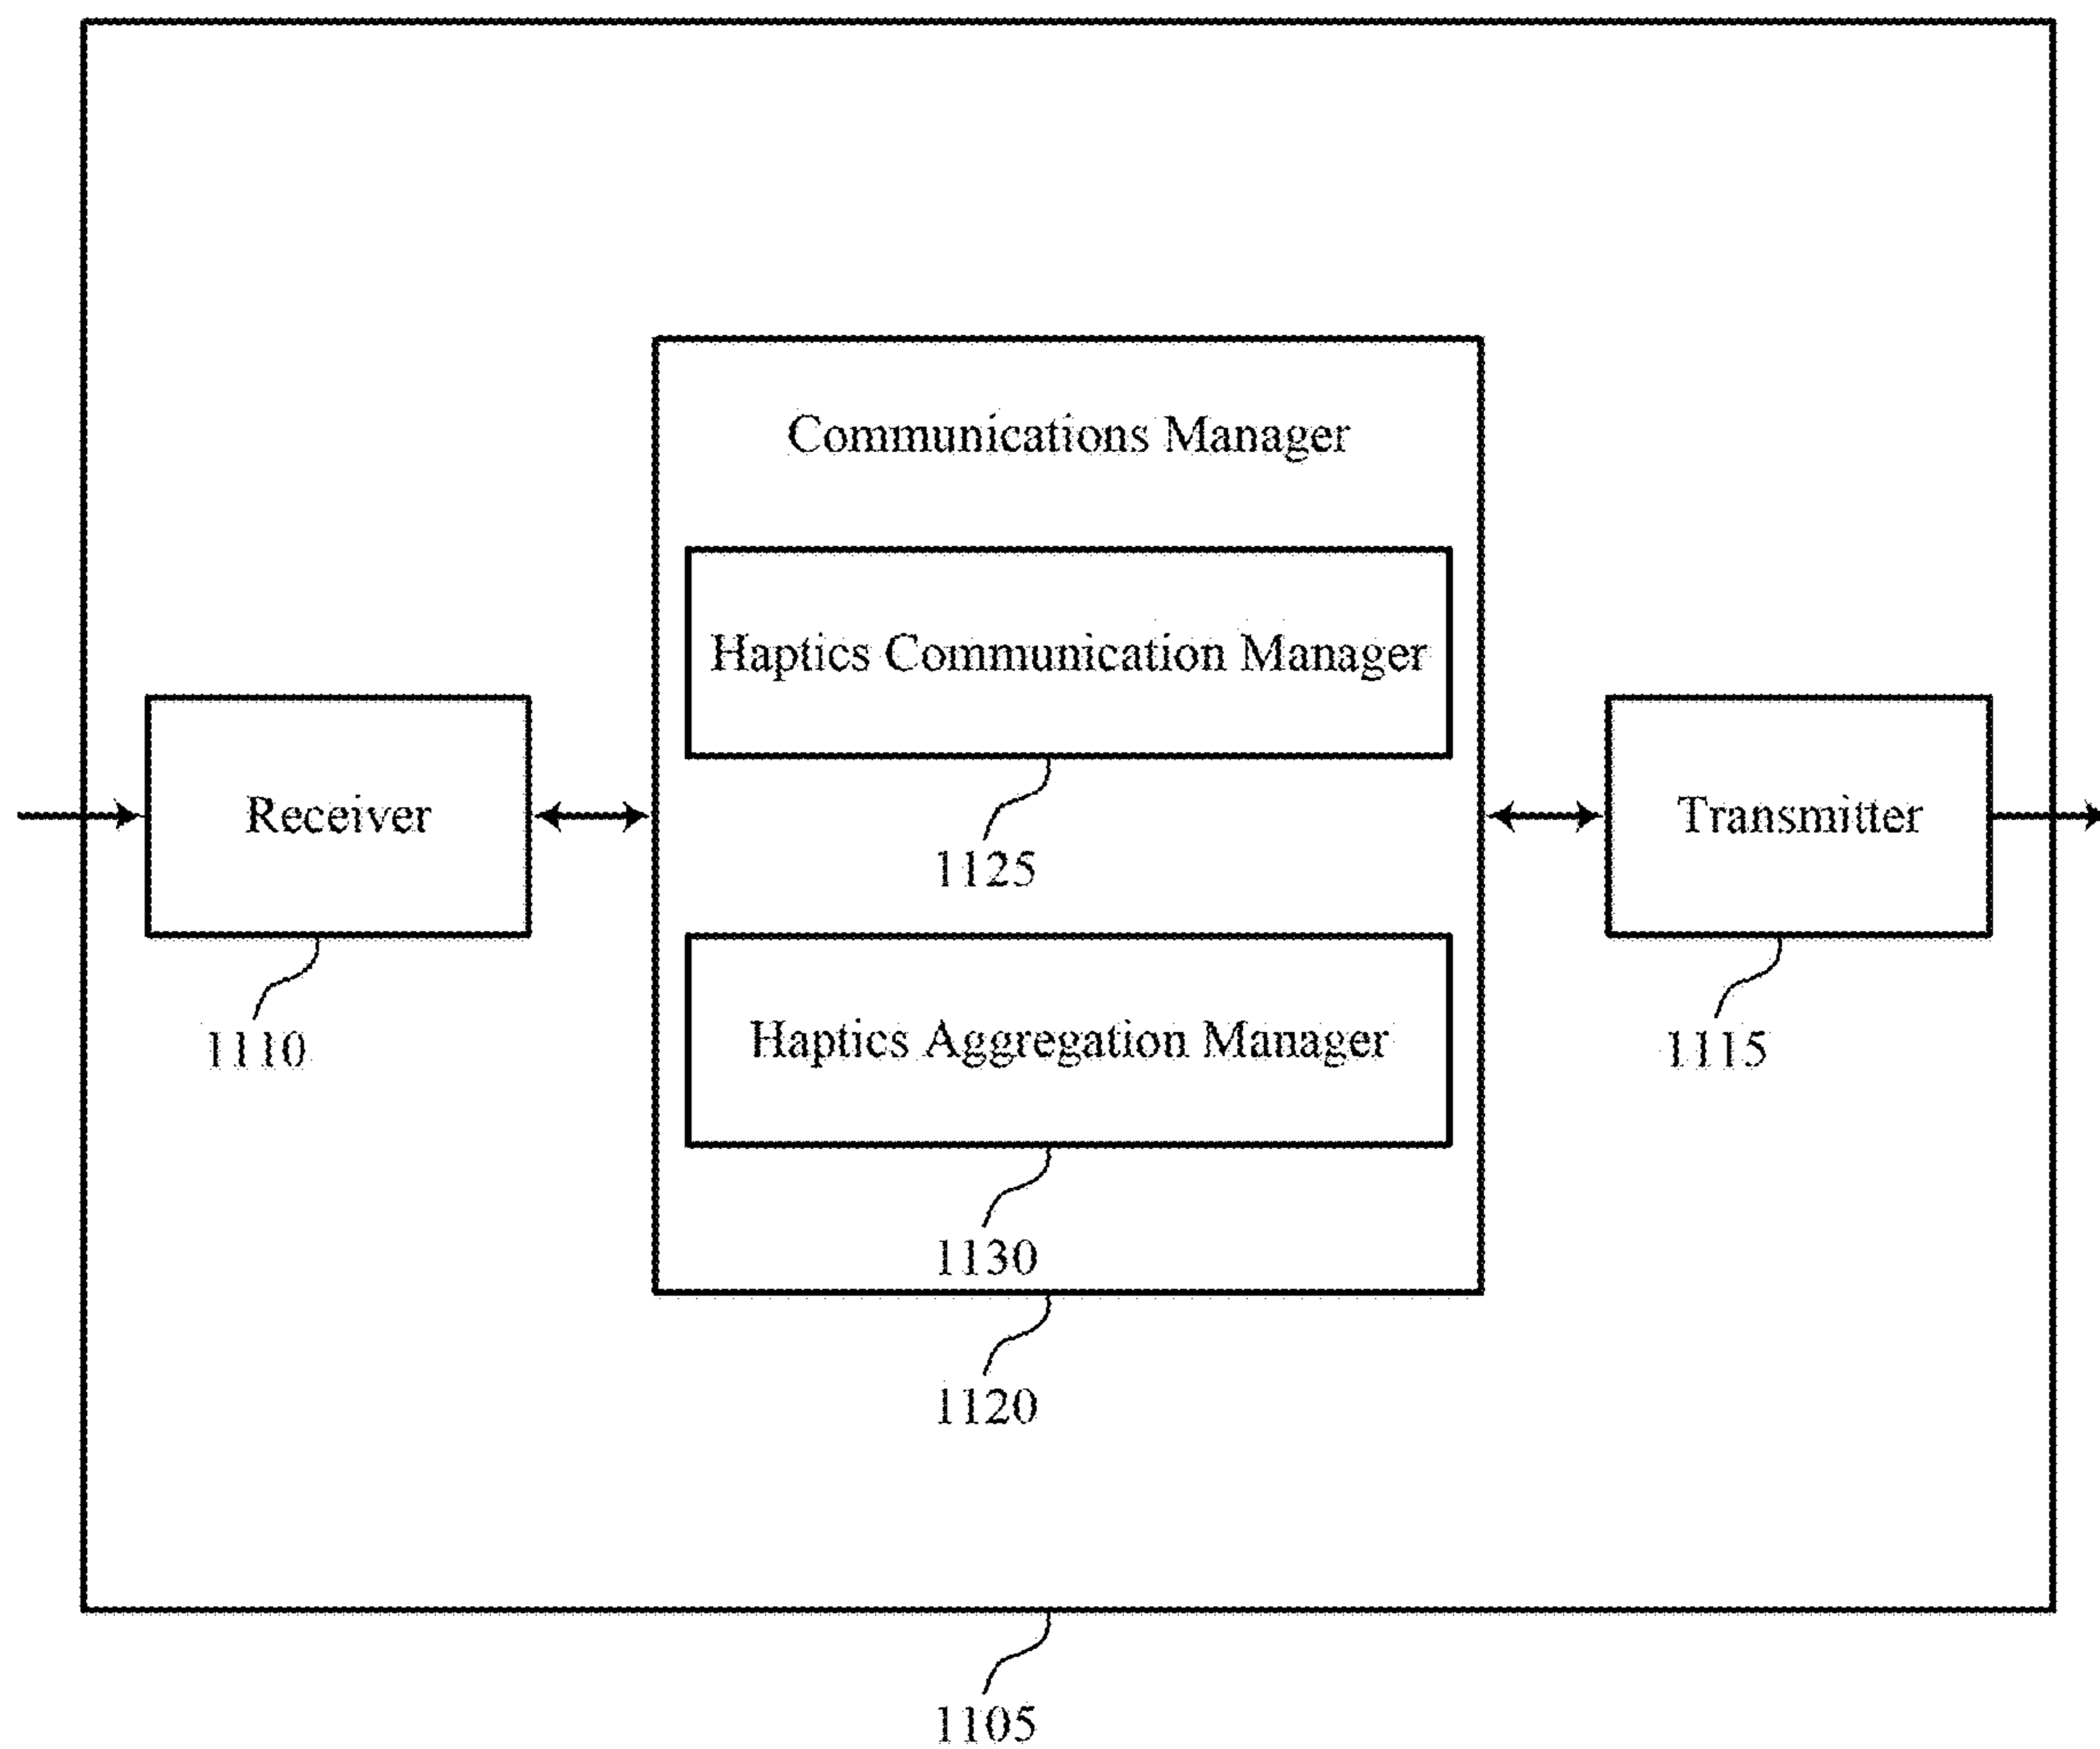 Communications Manager
Haptics Communication Manager
1125
Receiver
1110
Transmitter
1115
Haptics Aggregation Manager
1130
1120
1105